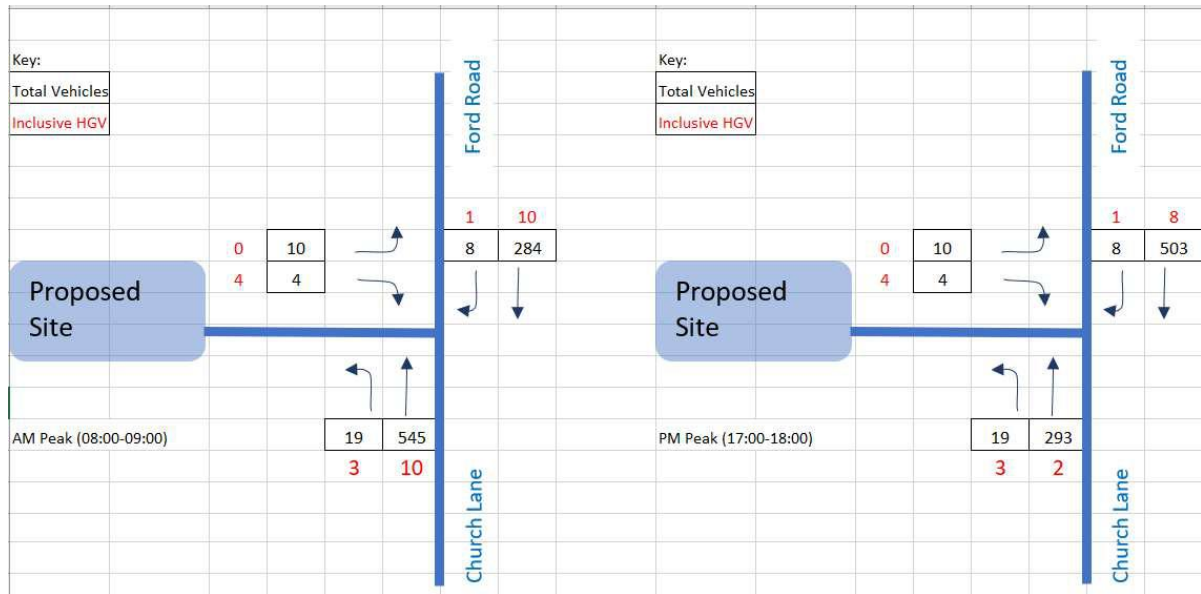 Key:
Total Vehicles
Inclusive HGV
Ford Road
1 10
0 10 8 284
4 4
Proposed
Site
AM Peak (08:00-09:00) 19 545
3 10
Church Lane
Key:
Total Vehicles
Inclusive HGV
Ford Road
1 8
0 10 8 503
4 4
Proposed
Site
PM Peak (17:00-18:00) 19 293
3 2
Church Lane